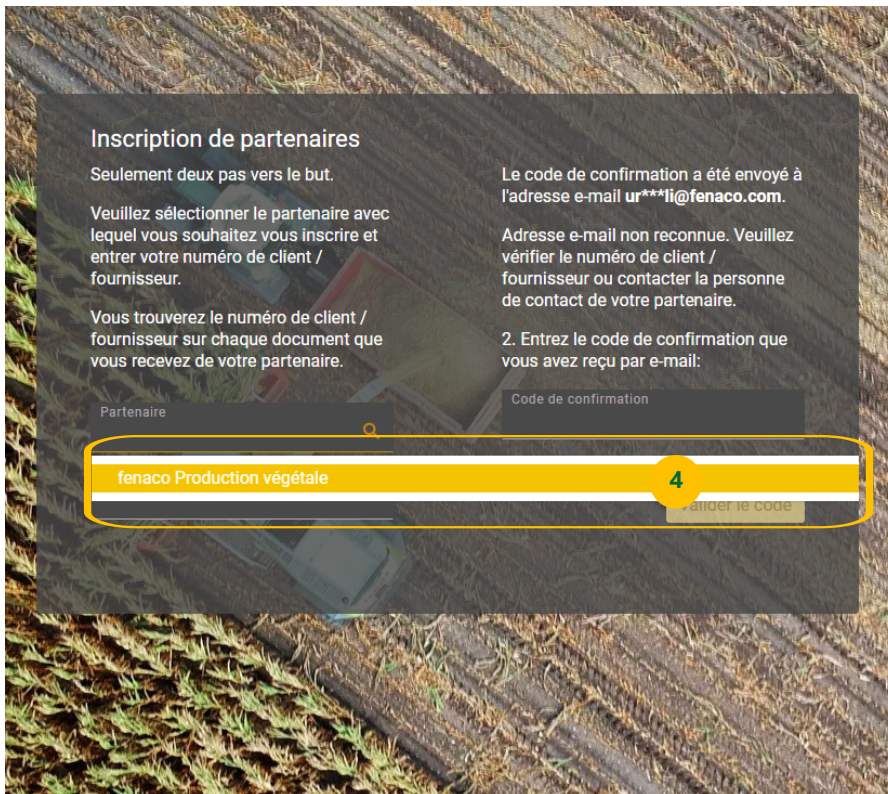 Inscription de partenaires
Seulement deux pas vers le but.
Veuillez sélectionner le partenaire avec
lequel vous souhaitez vous inscrire et
entrer votre numéro de client /
fournisseur.
Vous trouverez le numéro de client /
fournisseur sur chaque document que
vous recevez de votre partenaire.
Partenaire
fenaco Production végétale
Le code de confirmation a été envoyé à
l'adresse e-mail ur***li@fenaco.com.
Adresse e-mail non reconnue. Veuillez
vérifier le numéro de client /
fournisseur ou contacter la personne
de contact de votre partenaire.
2. Entrez le code de confirmation que
vous avez reçu par e-mail:
Code de confirmation
4
Valider le code